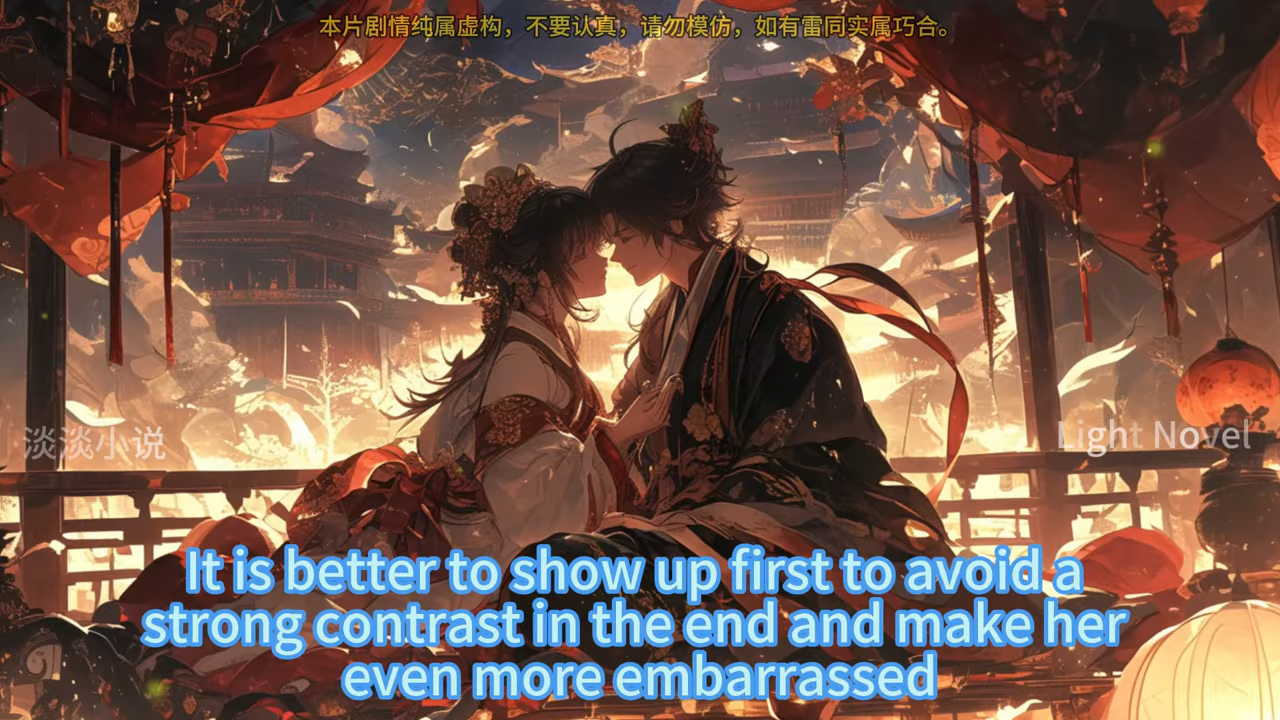 本片剧情纯属虚构，不要认真，请勿模仿，如有雷同实属巧合。
淡淡小说
Light Novel
It is better to show up first to avoid a
strong contrast in the end and make her
even more embarrassed